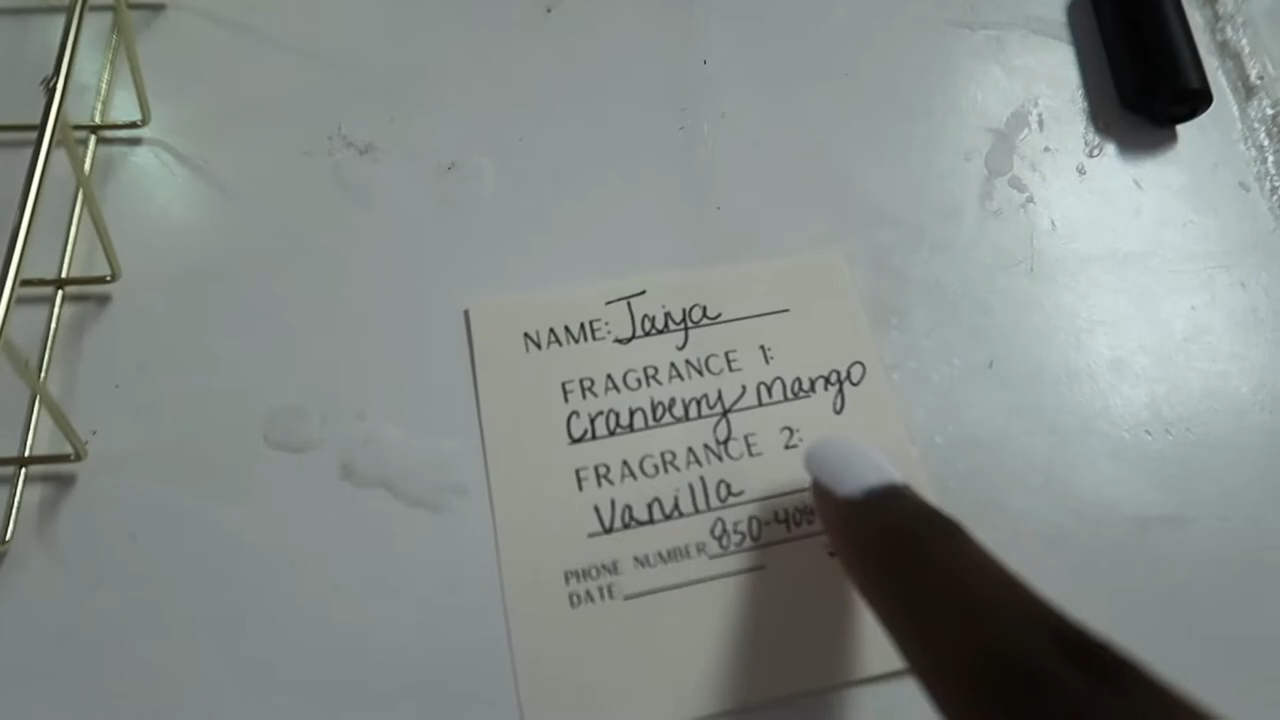 NAME: Jaiya
FRAGRANCE 1:
Cranberry Mango
FRAGRANCE 2:
Vanilla
PHONE NUMBER 850-40
DATE